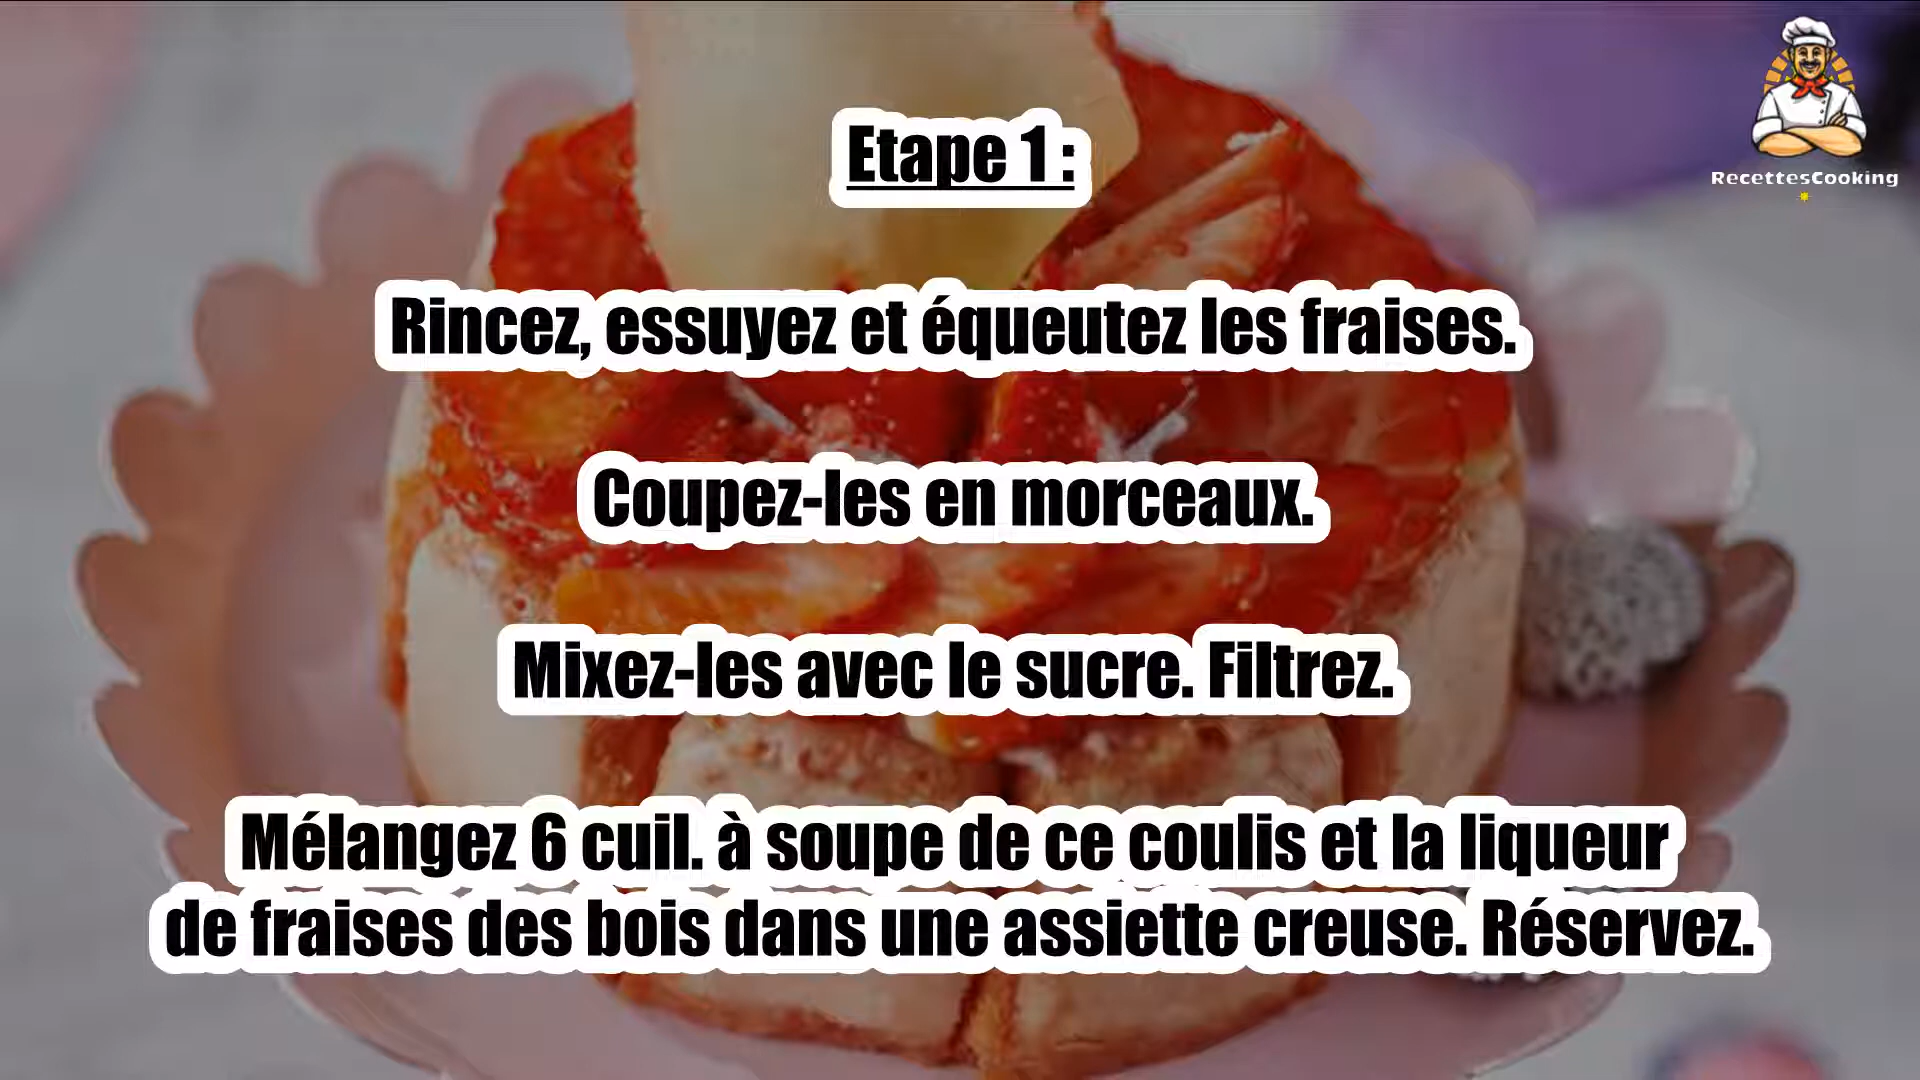 RecettesCooking
Etape 1 :
Rincez, essuyez et équeutez les fraises.
Coupez-les en morceaux.
Mixez-les avec le sucre. Filtrez.
Mélangez 6 cuil. à soupe de ce coulis et la liqueur
de fraises des bois dans une assiette creuse. Réservez.